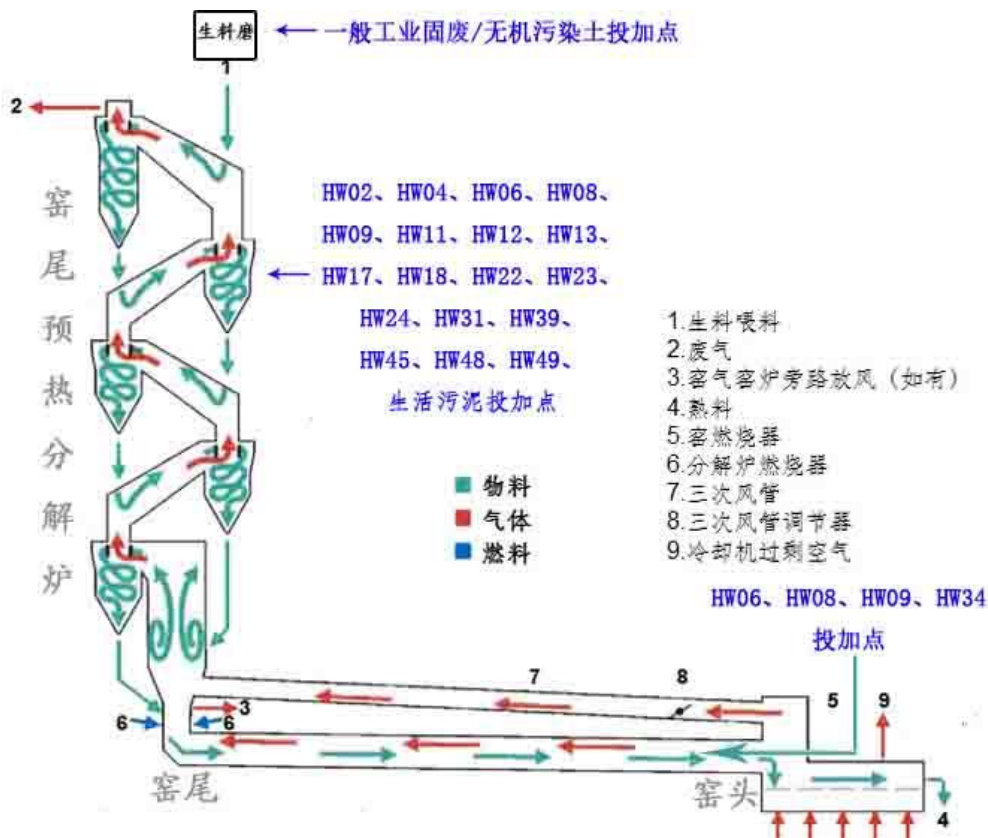 生料磨
一般工业固废/无机污染土投加点
1
2
HW02、HW04、HW06、HW08、
HW09、HW11、HW12、HW13、
HW17、HW18、HW22、HW23、
HW24、HW31、HW39、
HW45、HW48、HW49、
生活污泥投加点
窑尾预热分解炉
1.生料喂料
2.废气
3.窑气窑炉旁路放风（如有）
4.熟料
5.窑燃烧器
6.分解炉燃烧器
7.三次风管
8.三次风管调节器
9.冷却机过剩空气
物料
气体
燃料
HW06、HW08、HW09、HW34
投加点
7
8
5
9
3
6
6
窑尾
窑头
4